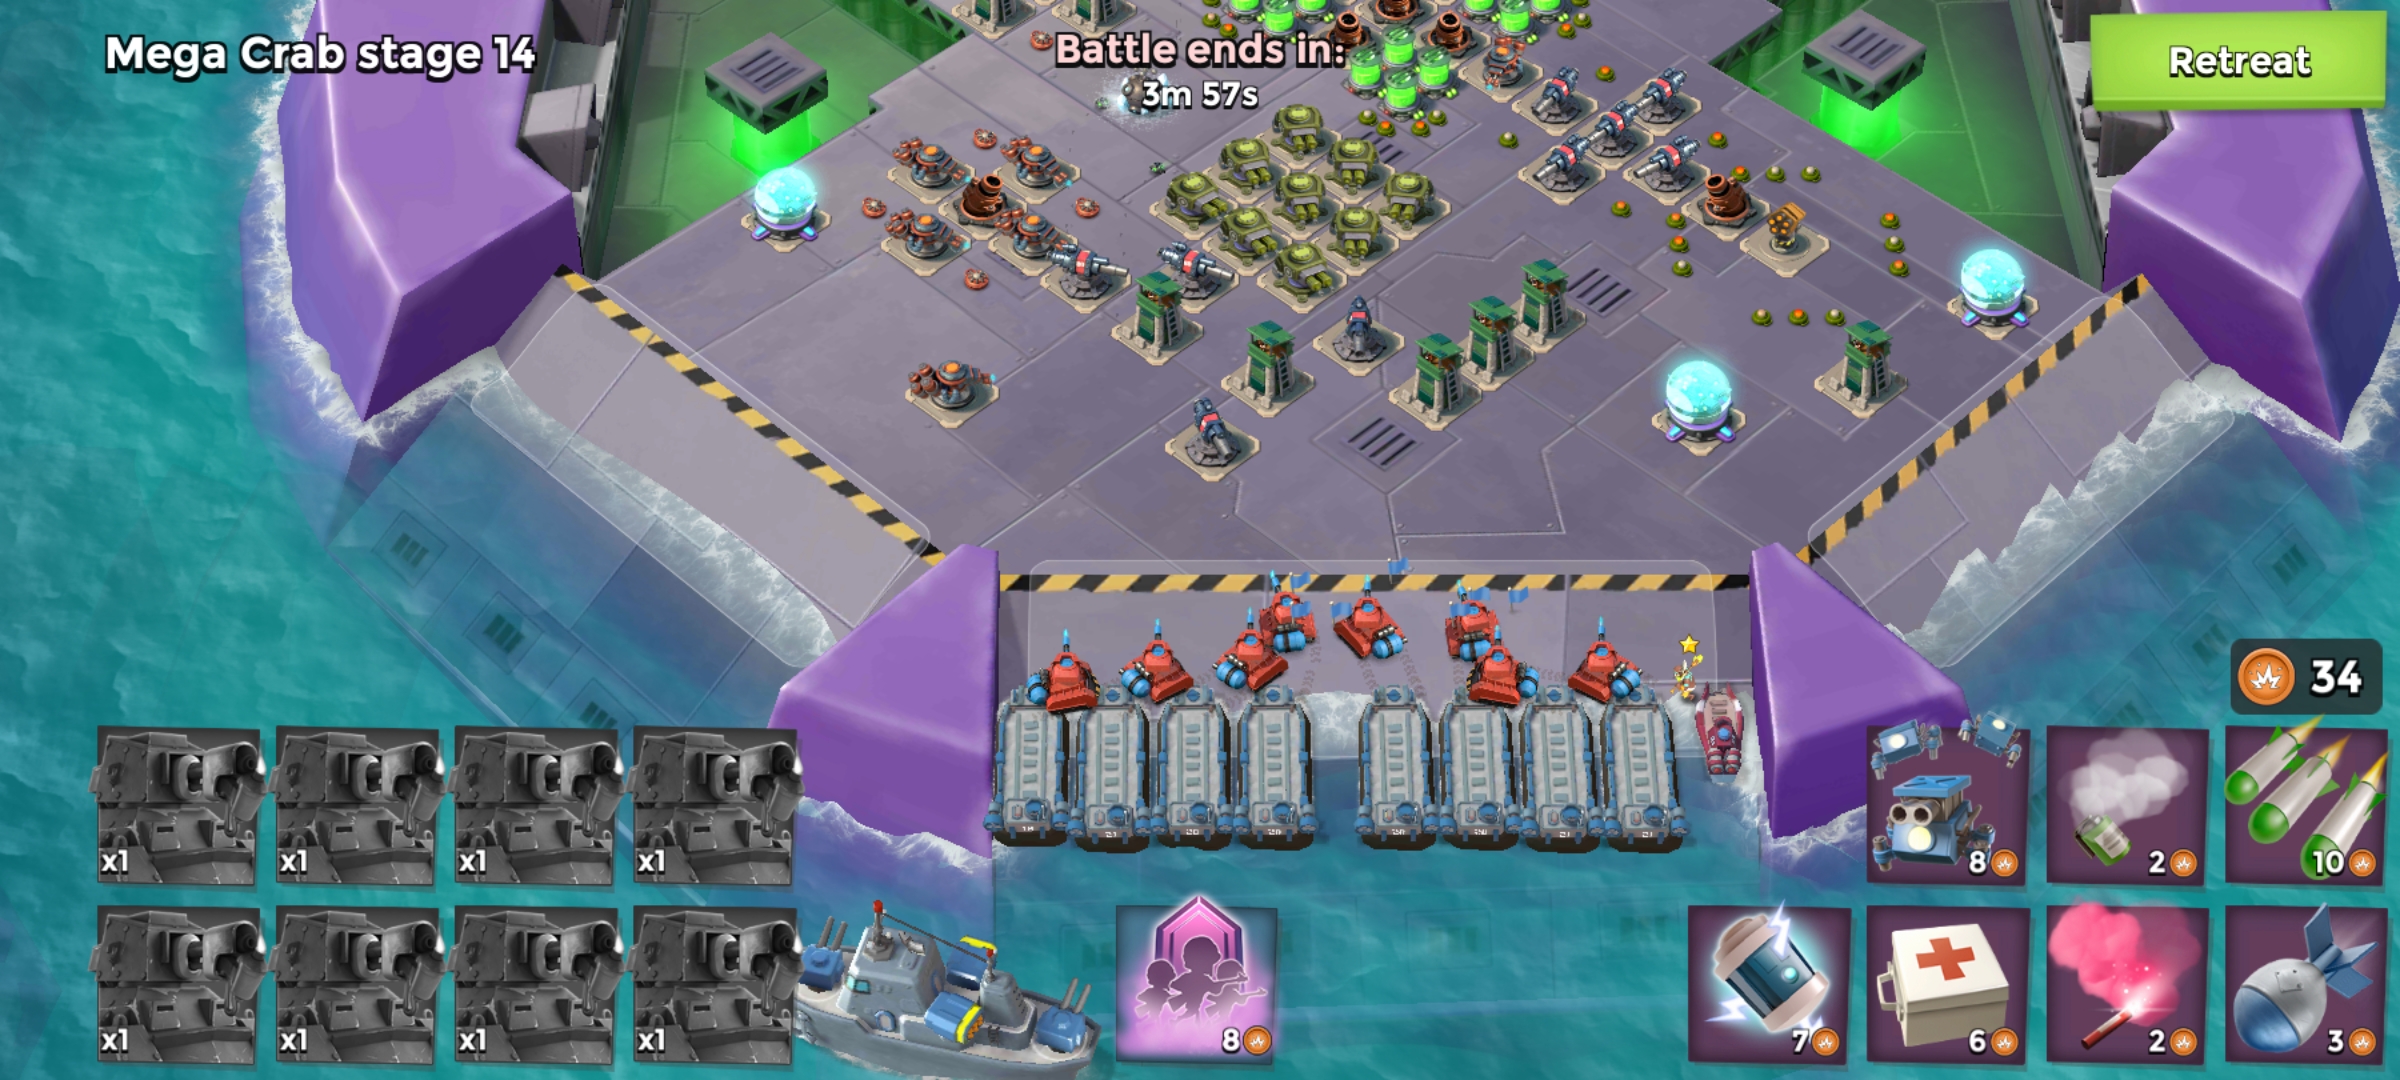 Mega Crab stage 14
Battle ends in:
3m 57s
Retreat
34
8
2
10
x1
x1
x1
x1
x1
x1
x1
x1
8
7
6
2
3